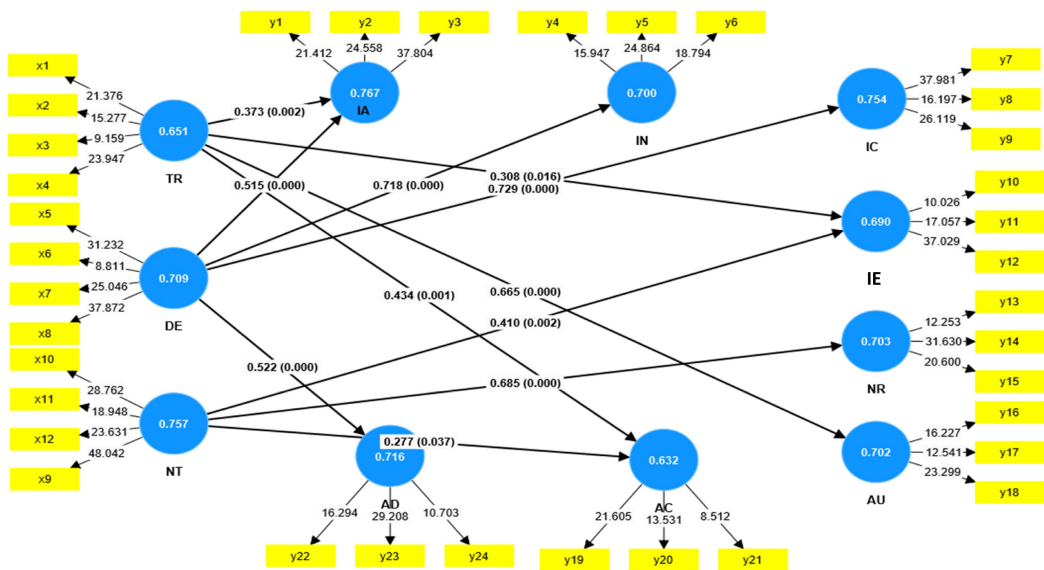 y1
y2
y3
y4
y5
y6
21.412
24.558
37.804
15.947
24.864
18.794
x1
x2
x3
x4
21.376
15.277
9.159
23.947
0.651
TR
0.767
IA
0.700
IN
0.754
IC
37.981
16.197
26.119
y7
y8
y9
0.373 (0.002)
0.515 (0.000)
0.718 (0.000)
0.308 (0.016)
0.729 (0.000)
x5
x6
x7
x8
31.232
8.811
25.046
37.872
0.709
DE
0.690
IE
10.026
17.057
37.029
y10
y11
y12
0.434 (0.001)
0.665 (0.000)
0.410 (0.002)
0.522 (0.000)
0.685 (0.000)
0.703
NR
12.253
31.630
20.600
y13
y14
y15
x10
x11
x12
x9
28.762
18.948
23.631
48.042
0.757
NT
0.277 (0.037)
0.716
AD
0.632
AC
0.702
AU
16.227
12.541
23.299
y16
y17
y18
16.294
29.208
10.703
21.605
13.531
8.512
y22
y23
y24
y19
y20
y21